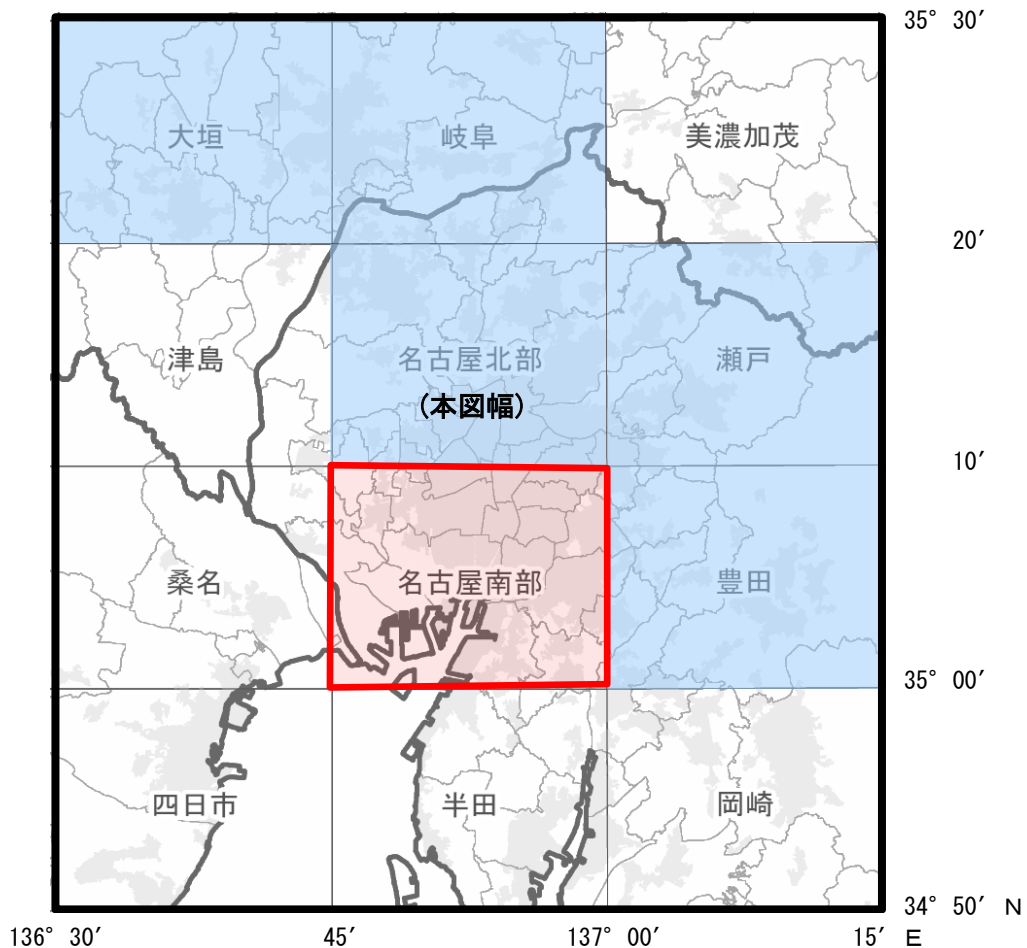 35° 30′
大垣
岐阜
美濃加茂
20′
津島
名古屋北部
瀬戸
(本図幅)
10′
桑名
名古屋南部
豊田
35° 00′
四日市
半田
岡崎
34° 50′ N
136° 30′
45′
137° 00′
15′ E